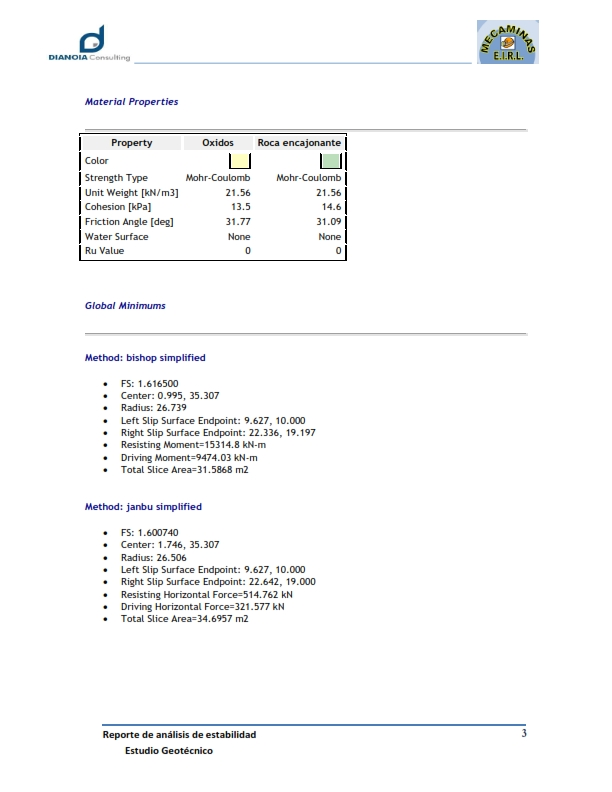 DIANOIA Consulting
MECAMINAS
E.I.R.L.
Material Properties
Property Oxidos Roca encajonante
Color
Strength Type Mohr-Coulomb Mohr-Coulomb
Unit Weight [kN/m3] 21.56 21.56
Cohesion [kPa] 13.5 14.6
Friction Angle [deg] 31.77 31.09
Water Surface None None
Ru Value 0 0
Global Minimums
Method: bishop simplified
• FS: 1.616500
• Center: 0.995, 35.307
• Radius: 26.739
• Left Slip Surface Endpoint: 9.627, 10.000
• Right Slip Surface Endpoint: 22.336, 19.197
• Resisting Moment=15314.8 kN-m
• Driving Moment=9474.03 kN-m
• Total Slice Area=31.5868 m2
Method: janbu simplified
• FS: 1.600740
• Center: 1.746, 35.307
• Radius: 26.506
• Left Slip Surface Endpoint: 9.627, 10.000
• Right Slip Surface Endpoint: 22.642, 19.000
• Resisting Horizontal Force=514.762 kN
• Driving Horizontal Force=321.577 kN
• Total Slice Area=34.6957 m2
Reporte de análisis de estabilidad 3
Estudio Geotécnico